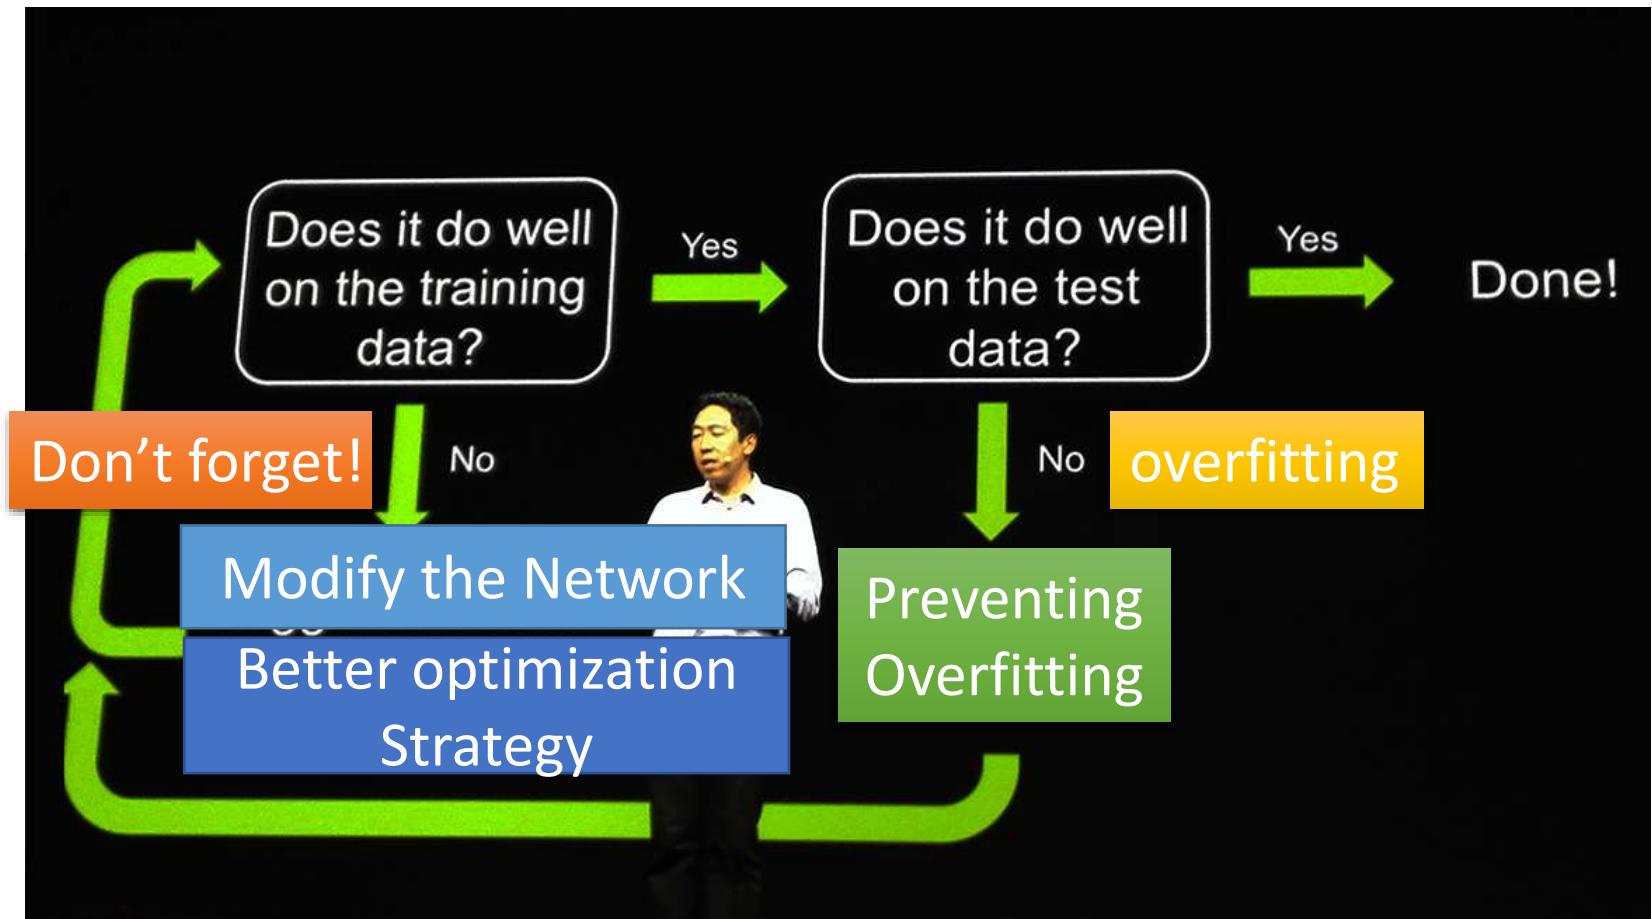 Does it do well
on the training
data?
Yes
Does it do well
on the test
data?
Yes
Done!
Don't forget!
No
No
overfitting
Modify the Network
Better optimization
Strategy
Preventing
Overfitting